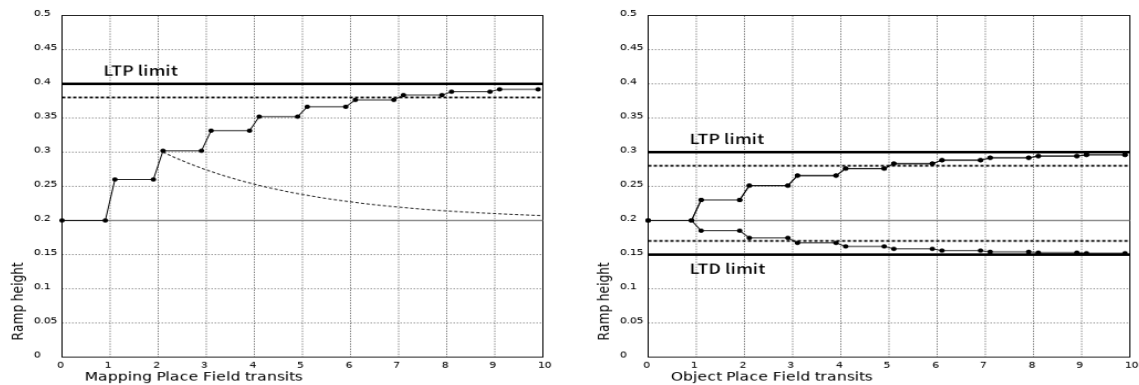 0.5
0.45
0.4
0.35
0.3
0.25
0.2
0.15
0.1
0.05
0
LTP limit
Ramp height
0 1 2 3 4 5 6 7 8 9 10
Mapping Place Field transits
0.5
0.45
0.4
0.35
0.3
0.25
0.2
0.15
0.1
0.05
0
LTP limit
LTD limit
Ramp height
0 1 2 3 4 5 6 7 8 9 10
Object Place Field transits